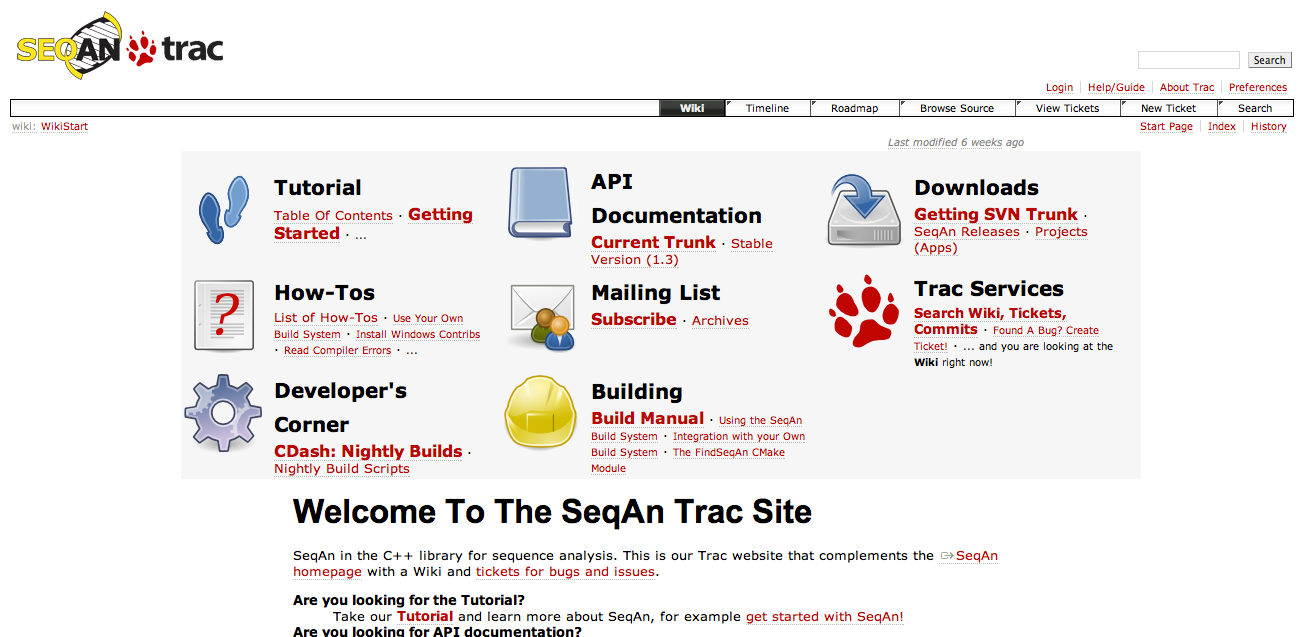 SEQAN trac
Search
Login Help/Guide About Trac Preferences
Wiki Timeline Roadmap Browse Source View Tickets New Ticket Search
wiki: WikiStart
Start Page Index History
Last modified 6 weeks ago
Tutorial
Table Of Contents · Getting
Started · ...
API
Documentation
Current Trunk · Stable
Version (1.3)
Downloads
Getting SVN Trunk ·
SeqAn Releases · Projects
(Apps)
?
How-Tos
List of How-Tos · Use Your Own
Build System · Install Windows Contribs
· Read Compiler Errors · ...
Mailing List
Subscribe · Archives
Trac Services
Search Wiki, Tickets,
Commits · Found A Bug? Create
Ticket! · ... and you are looking at the
Wiki right now!
Developer's
Corner
CDash: Nightly Builds ·
Nightly Build Scripts
Building
Build Manual · Using the SeqAn
Build System · Integration with your Own
Build System · The FindSeqAn CMake
Module
Welcome To The SeqAn Trac Site
SeqAn in the C++ library for sequence analysis. This is our Trac website that complements the SeqAn
homepage with a Wiki and tickets for bugs and issues.
Are you looking for the Tutorial?
Take our Tutorial and learn more about SeqAn, for example get started with SeqAn!
Are you looking for API documentation?